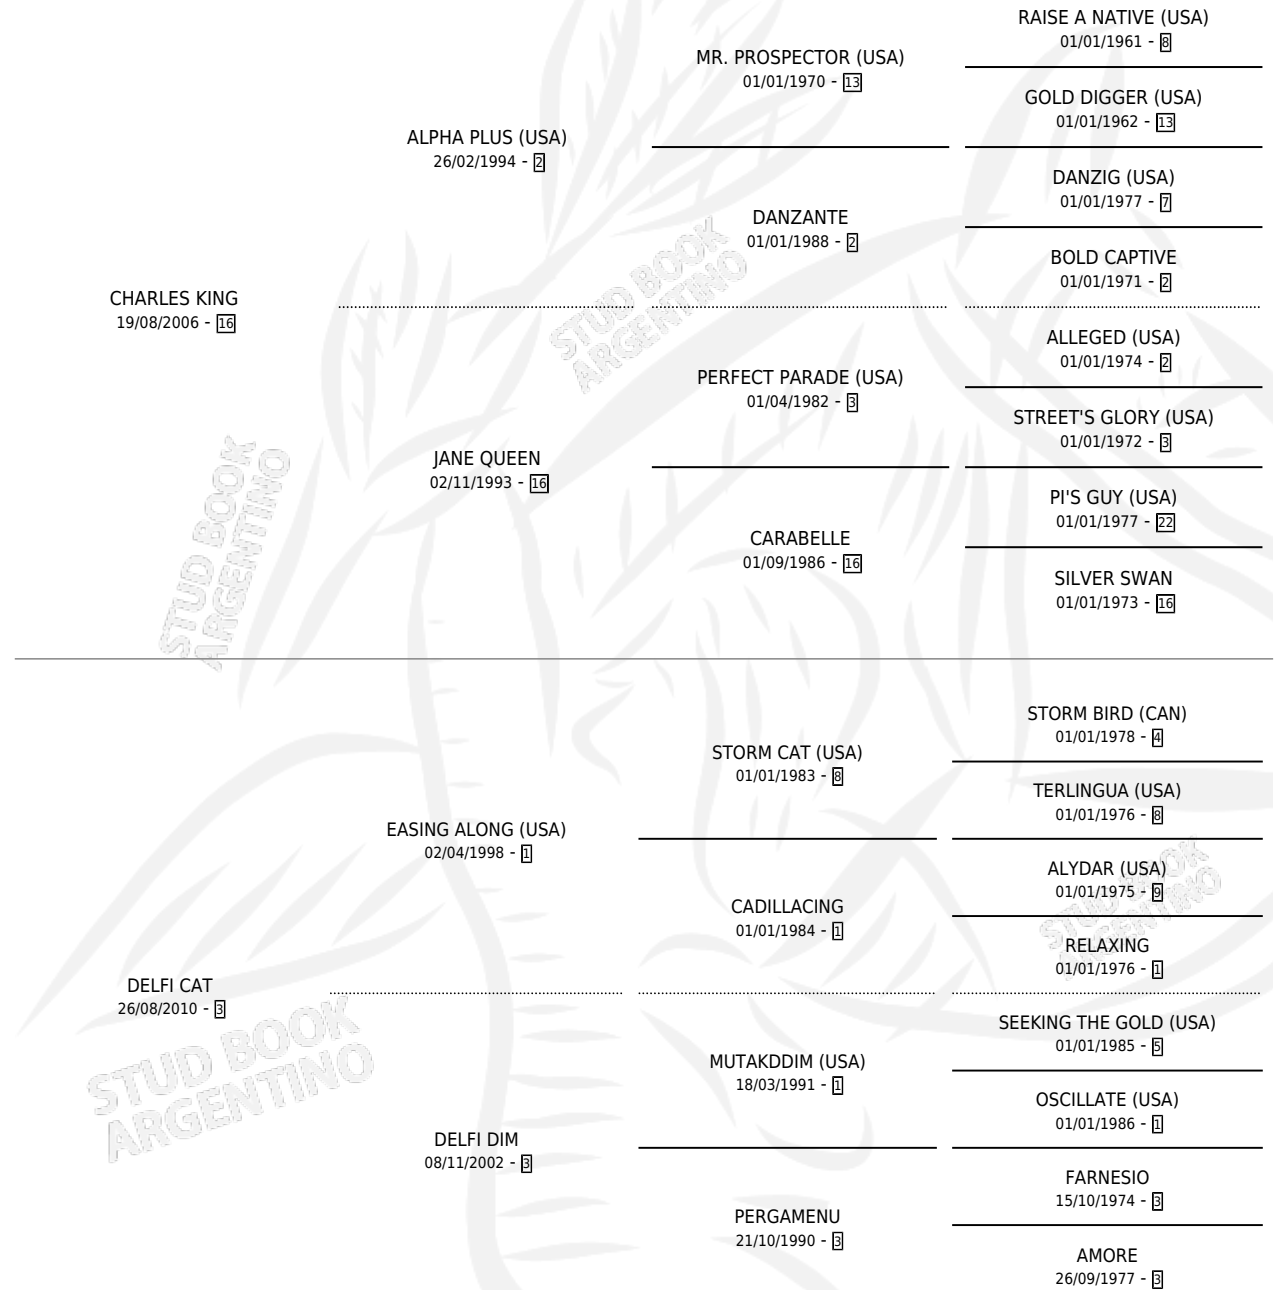 RAISE A NATIVE (USA)
01/01/1961 - 8
MR. PROSPECTOR (USA)
01/01/1970 - 13
GOLD DIGGER (USA)
01/01/1962 - 13
ALPHA PLUS (USA)
26/02/1994 - 2
DANZIG (USA)
01/01/1977 - 7
DANZANTE
01/01/1988 - 2
BOLD CAPTIVE
01/01/1971 - 2
CHARLES KING
19/08/2006 - 16
ALLEGED (USA)
01/01/1974 - 2
PERFECT PARADE (USA)
01/04/1982 - 3
STREET'S GLORY (USA)
01/01/1972 - 3
JANE QUEEN
02/11/1993 - 16
PI'S GUY (USA)
01/01/1977 - 22
CARABELLE
01/09/1986 - 16
SILVER SWAN
01/01/1973 - 16
STORM BIRD (CAN)
01/01/1978 - 4
STORM CAT (USA)
01/01/1983 - 8
TERLINGUA (USA)
01/01/1976 - 8
EASING ALONG (USA)
02/04/1998 - 1
ALYDAR (USA)
01/01/1975 - 9
CADILLACING
01/01/1984 - 1
RELAXING
01/01/1976 - 1
DELFI CAT
26/08/2010 - 3
SEEKING THE GOLD (USA)
01/01/1985 - 5
MUTAKDDIM (USA)
18/03/1991 - 1
OSCILLATE (USA)
01/01/1986 - 1
DELFI DIM
08/11/2002 - 3
FARNESIO
15/10/1974 - 3
PERGAMENU
21/10/1990 - 3
AMORE
26/09/1977 - 3
STUD BOOK
ARGENTINO
STUD BOOK
ARGENTINO
STUD BOOK
ARGENTINO
STUD BOOK
ARGENTINO